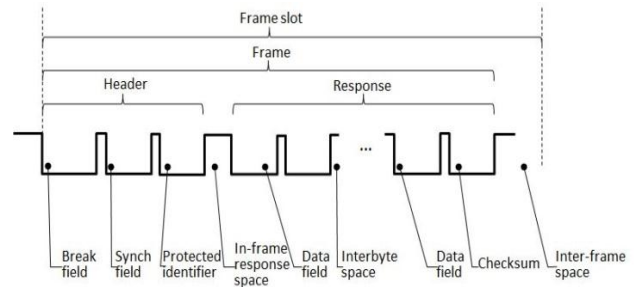 Frame slot
Frame
Header
Response
...
Break
field
Synch
field
Protected
identifier
In-frame
response
space
Data
field
Interbyte
space
Data
field
Checksum
Inter-frame
space